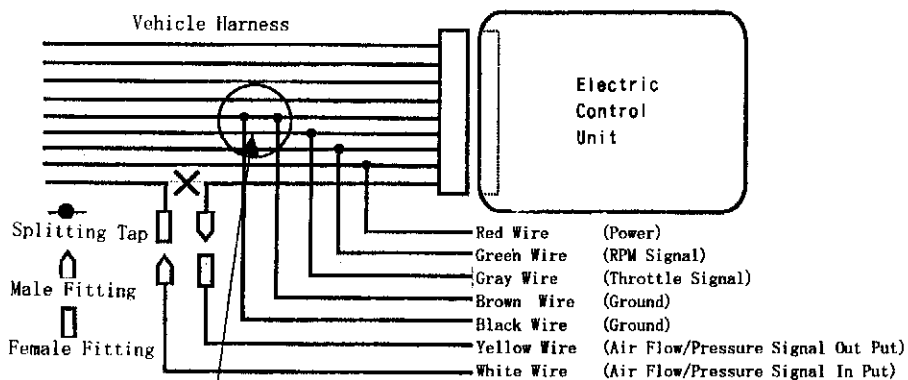 Vehicle Harness
Electric
Control
Unit
Splitting Tap
Male Fitting
Female Fitting
Red Wire (Power)
Green Wire (RPM Signal)
Gray Wire (Throttle Signal)
Brown Wire (Ground)
Black Wire (Ground)
Yellow Wire (Air Flow/Pressure Signal Out Put)
White Wire (Air Flow/Pressure Signal In Put)